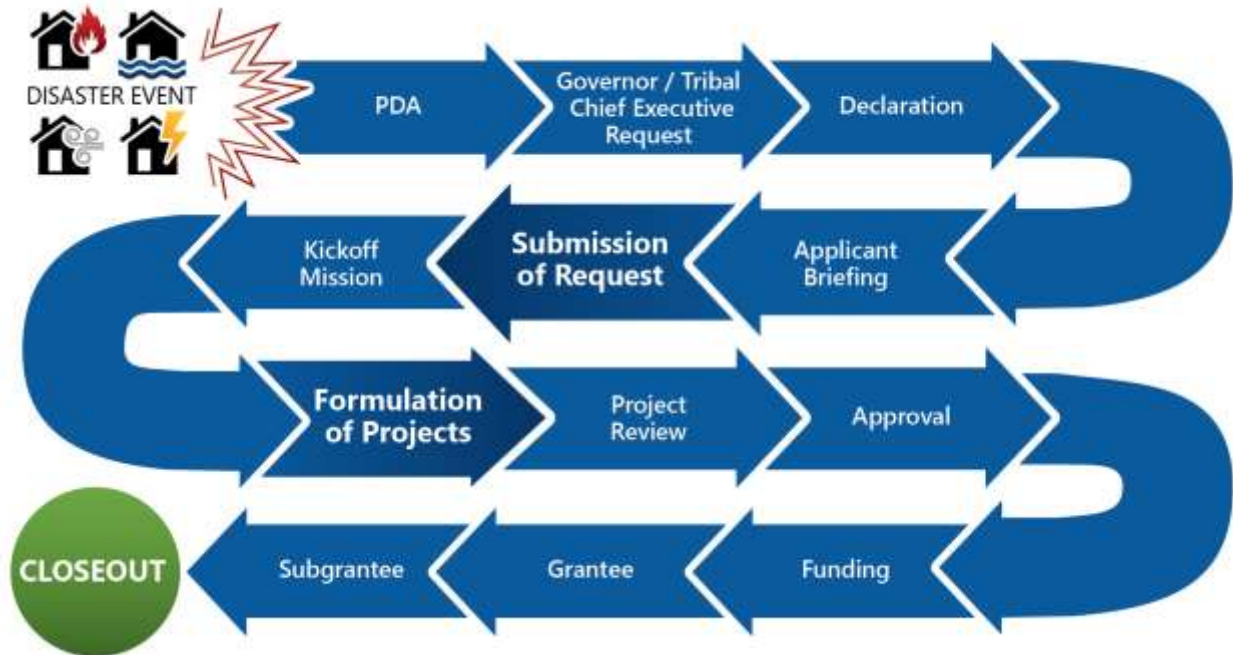 DISASTER EVENT
PDA
Governor / Tribal
Chief Executive
Request
Declaration
Applicant
Briefing
Submission
of Request
Kickoff
Mission
Formulation
of Projects
Project
Review
Approval
Funding
Grantee
Subgrantee
CLOSEOUT